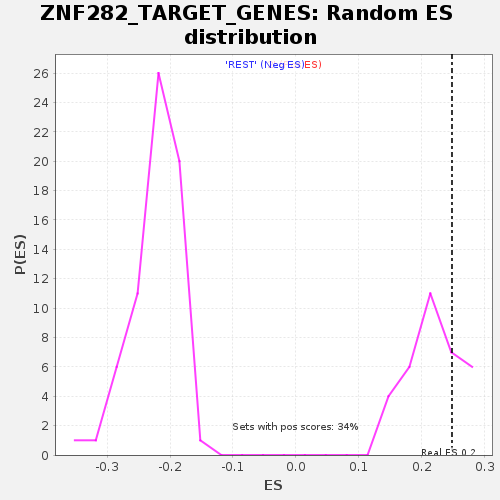 ZNF282_TARGET_GENES: Random ES
distribution
'REST' (Neg ES)ES)
26
24
22
20
18
16
14
12
10
8
6
4
2
0
P(ES)
Sets with pos scores: 34%
Real ES 0.2
-0.3 -0.2 -0.1 0.0 0.1 0.2 0.3
ES